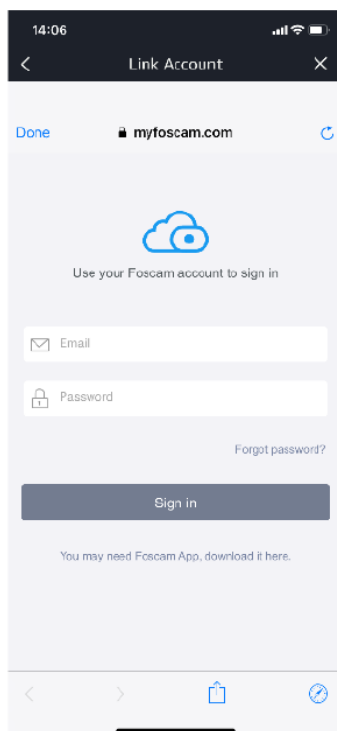 14:06
Link Account
Done
myfoscam.com
Use your Foscam account to sign in
Email
Password
Forgot password?
Sign in
You may need Foscam App, download it here.